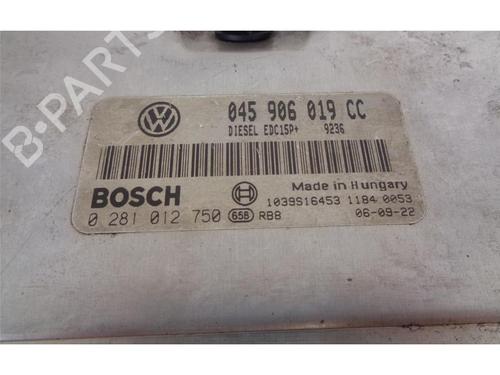 045 906 019 CC
DIESEL EDC15P+ 9236
BOSCH
Made in Hungary
1039S16453 1184 0053
0 281 012 750 658 RBB 06-09-22
B-PARTS